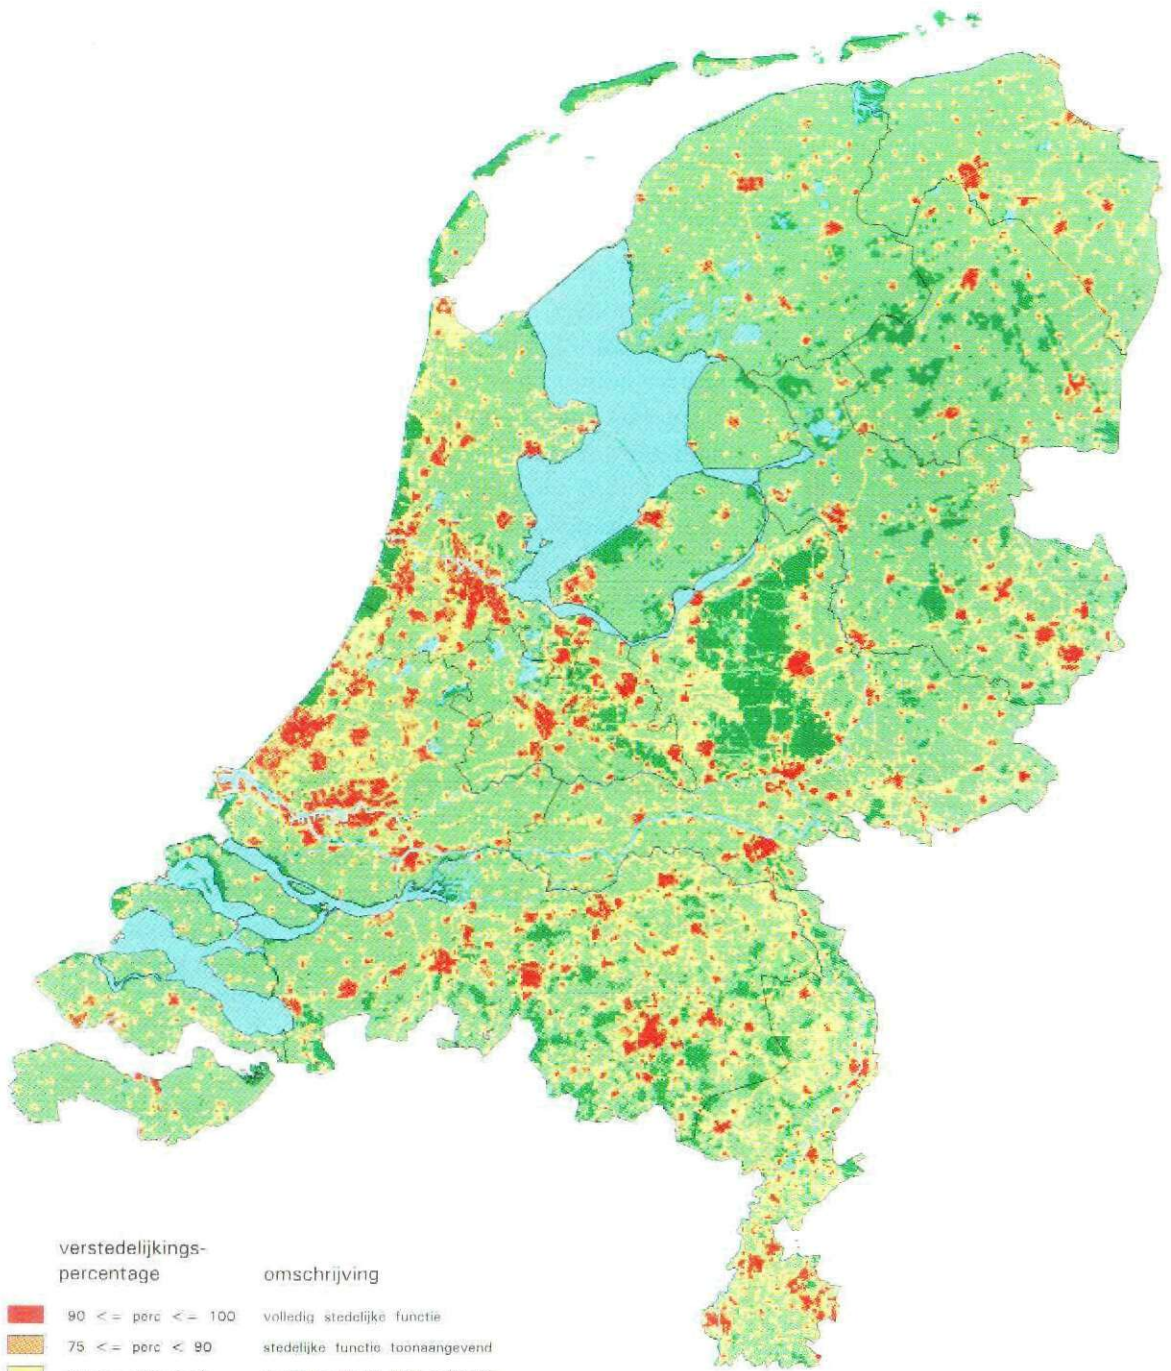 verstedelijkings-
percentage omschrijving
90 <= perc <= 100 volledig stedelijke functie
75 <= perc < 90 stedelijke functie toonaangevend